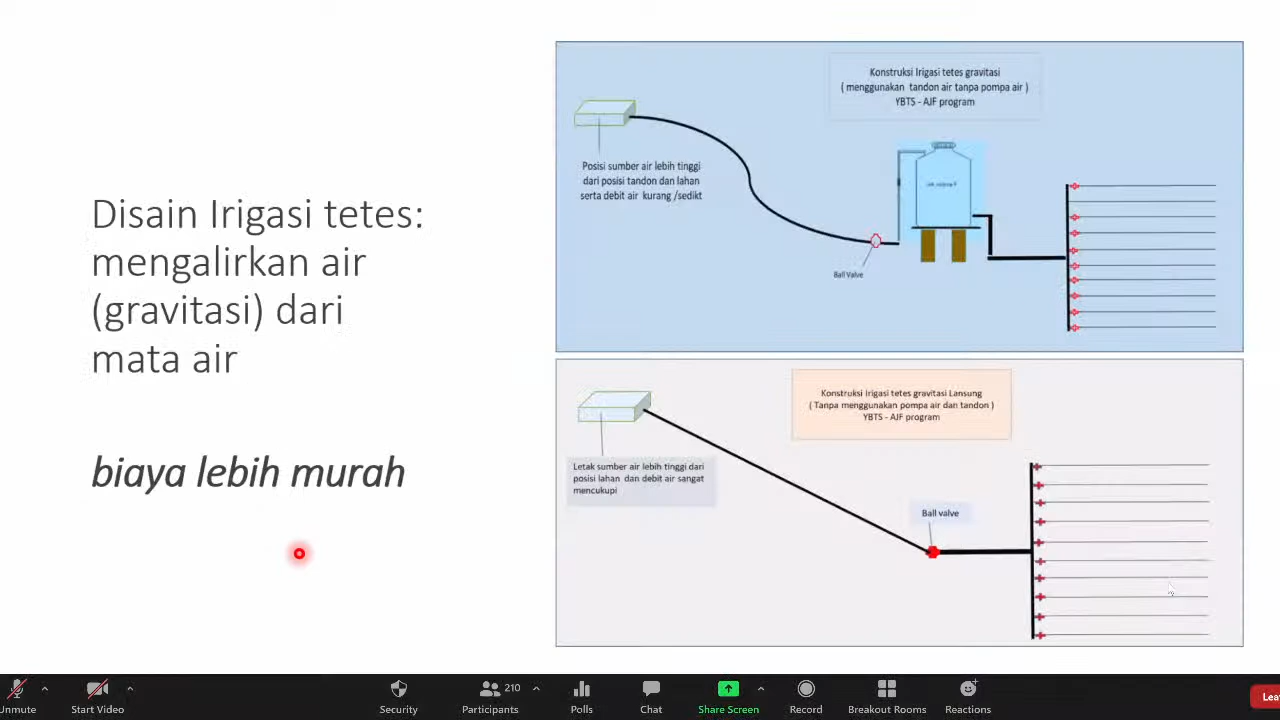 Disain Irigasi tetes:
mengalirkan air
(gravitasi) dari
mata air
biaya lebih murah
Konstruksi Irigasi tetes gravitasi
( menggunakan tandon air tanpa pompa air )
YBTS - AJF program
Posisi sumber air lebih tinggi
dari posisi tandon dan lahan
serta debit air kurang /sedikt
Ball Valve
Konstruksi Irigasi tetes gravitasi Lansung
( Tanpa menggunakan pompa air dan tandon )
YBTS - AJF program
Letak sumber air lebih tinggi dari
posisi lahan dan debit air sangat
mencukupi
Ball valve
Unmute
Start Video
Security
210
Participants
Polls
Chat
Share Screen
Record
Breakout Rooms
Reactions
Lea